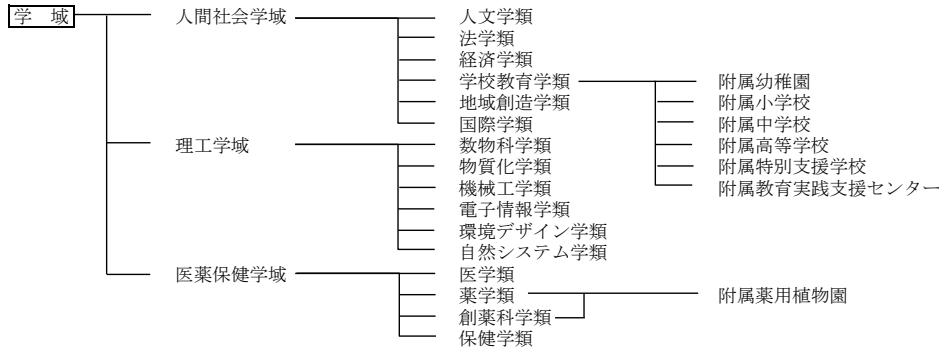 学 域 人間社会学域 人文学類
法学類
経済学類
学校教育学類 附属幼稚園
地域創造学類 附属小学校
国際学類 附属中学校
理工学域 数物科学類 附属高等学校
物質化学類 附属特別支援学校
機械工学類 附属教育実践支援センター
電子情報学類
環境デザイン学類
自然システム学類
医薬保健学域 医学類
薬学類 附属薬用植物園
創薬科学類
保健学類